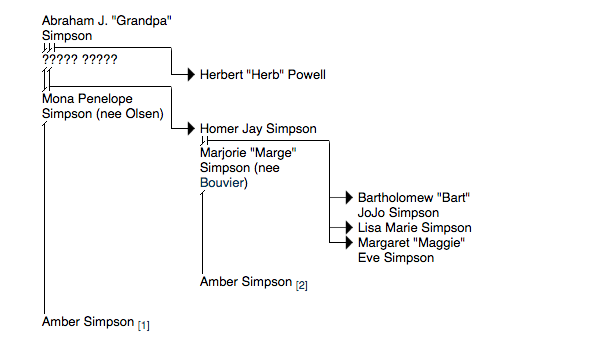 Abraham J. "Grandpa"
Simpson
????? ?????
Herbert "Herb" Powell
Mona Penelope
Simpson (nee Olsen)
Homer Jay Simpson
Marjorie "Marge"
Simpson (nee
Bouvier)
Bartholomew "Bart"
JoJo Simpson
Lisa Marie Simpson
Margaret "Maggie"
Eve Simpson
Amber Simpson [2]
Amber Simpson [1]